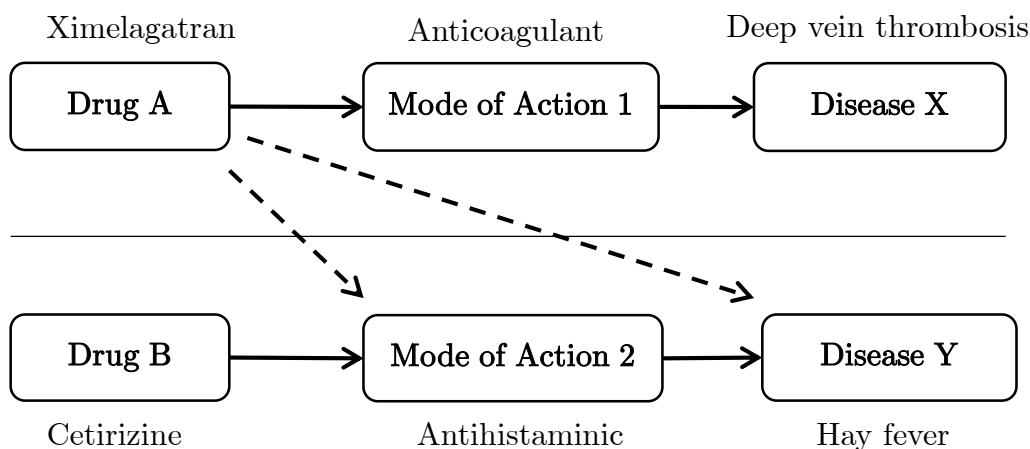 Ximelagatran
Anticoagulant
Deep vein thrombosis
Drug A
Mode of Action 1
Disease X
Drug B
Mode of Action 2
Disease Y
Cetirizine
Antihistaminic
Hay fever